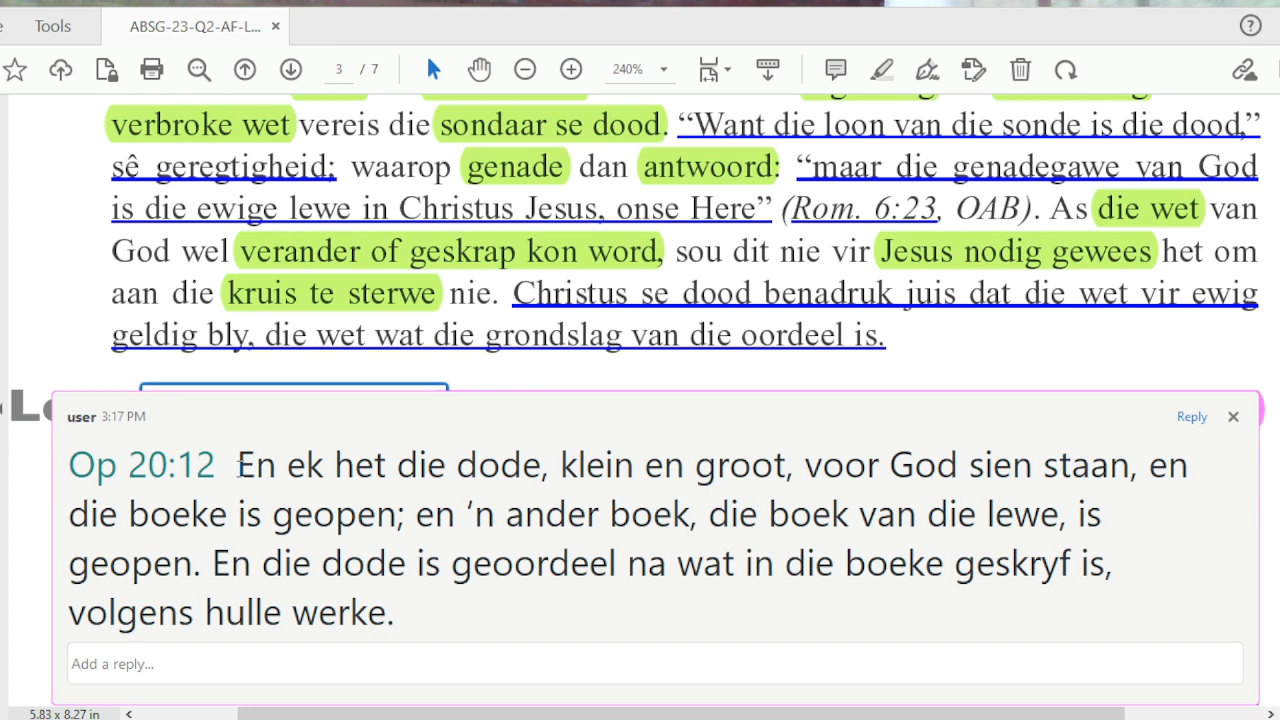 Tools
ABSG-23-Q2-AF-L... ×
3 / 7
240%
verbroke wet vereis die sondaar se dood. “Want die loon van die sonde is die dood,”
sê geregtigheid; waarop genade dan antwoord: “maar die genadegawe van God
is die ewige lewe in Christus Jesus, onse Here” (Rom. 6:23, OAB). As die wet van
God wel verander of geskrap kon word, sou dit nie vir Jesus nodig gewees het om
aan die kruis te sterwe nie. Christus se dood benadruk juis dat die wet vir ewig
geldig bly, die wet wat die grondslag van die oordeel is.
user 3:17 PM
Reply
Op 20:12 En ek het die dode, klein en groot, voor God sien staan, en
die boeke is geopen; en ‘n ander boek, die boek van die lewe, is
geopen. En die dode is geoordeel na wat in die boeke geskryf is,
volgens hulle werke.
Add a reply...
5.83 x 8.27 in